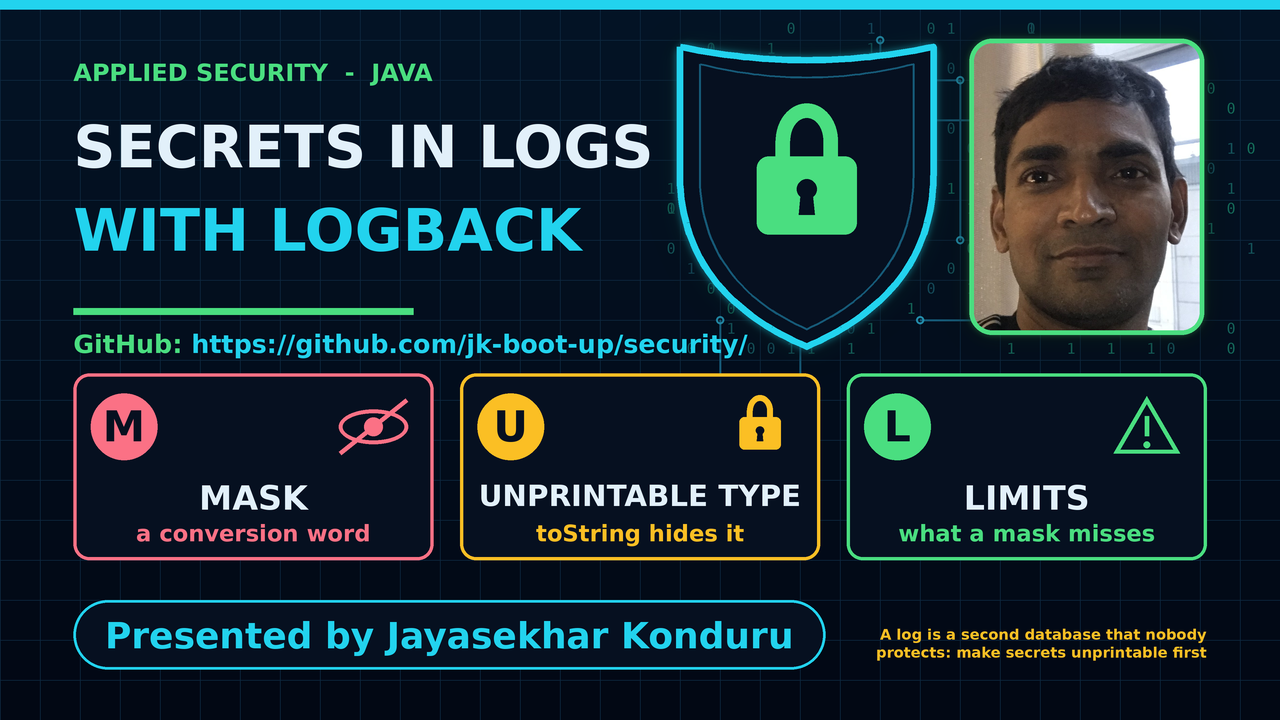 APPLIED SECURITY - JAVA
SECRETS IN LOGS
WITH LOGBACK
GitHub: https://github.com/jk-boot-up/security/
M
MASK
a conversion word
U
UNPRINTABLE TYPE
toString hides it
L
LIMITS
what a mask misses
Presented by Jayasekhar Konduru
A log is a second database that nobody
protects: make secrets unprintable first